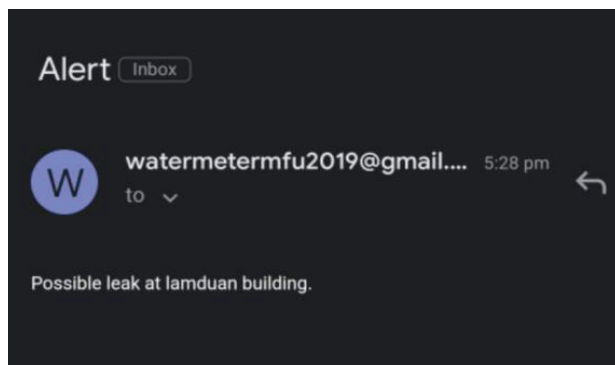 Alert Inbox
W
watermetermfu2019@gmail.... 5:28 pm
to
Possible leak at lamduan building.